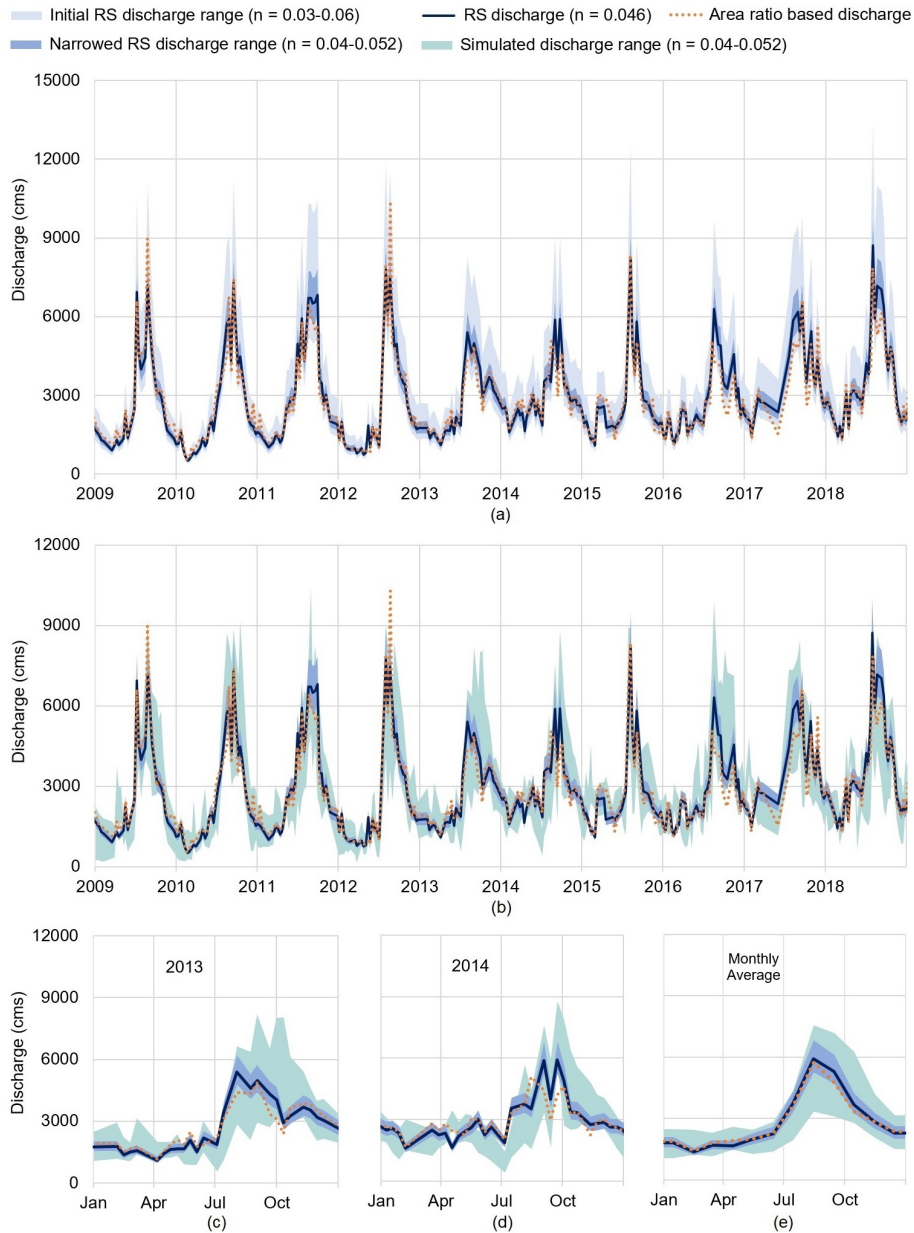 Initial RS discharge range (n = 0.03-0.06) RS discharge (n = 0.046) Area ratio based discharge
Narrowed RS discharge range (n = 0.04-0.052) Simulated discharge range (n = 0.04-0.052)
15000
12000
9000
6000
3000
0
Discharge (cms)
2009 2010 2011 2012 2013 2014 2015 2016 2017 2018
(a)
12000
9000
6000
3000
0
Discharge (cms)
2009 2010 2011 2012 2013 2014 2015 2016 2017 2018
(b)
12000
9000
6000
3000
0
Discharge (cms)
2013
Jan Apr Jul Oct
(c)
2014
Jan Apr Jul Oct
(d)
Monthly
Average
Jan Apr Jul Oct
(e)